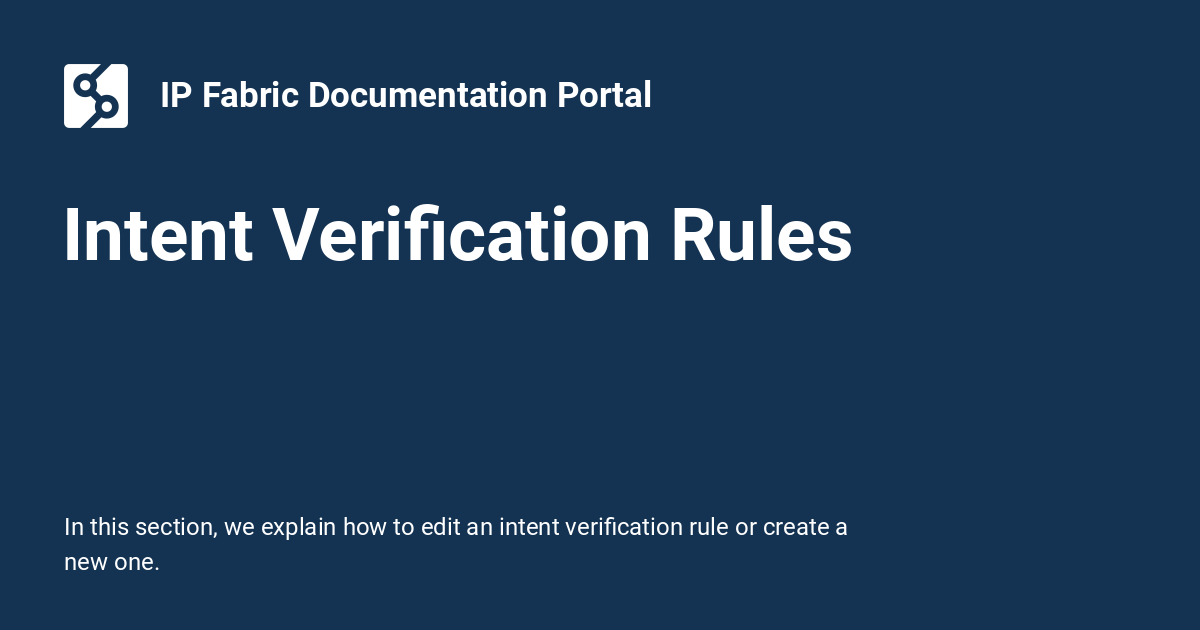 IP Fabric Documentation Portal
Intent Verification Rules
In this section, we explain how to edit an intent verification rule or create a
new one.